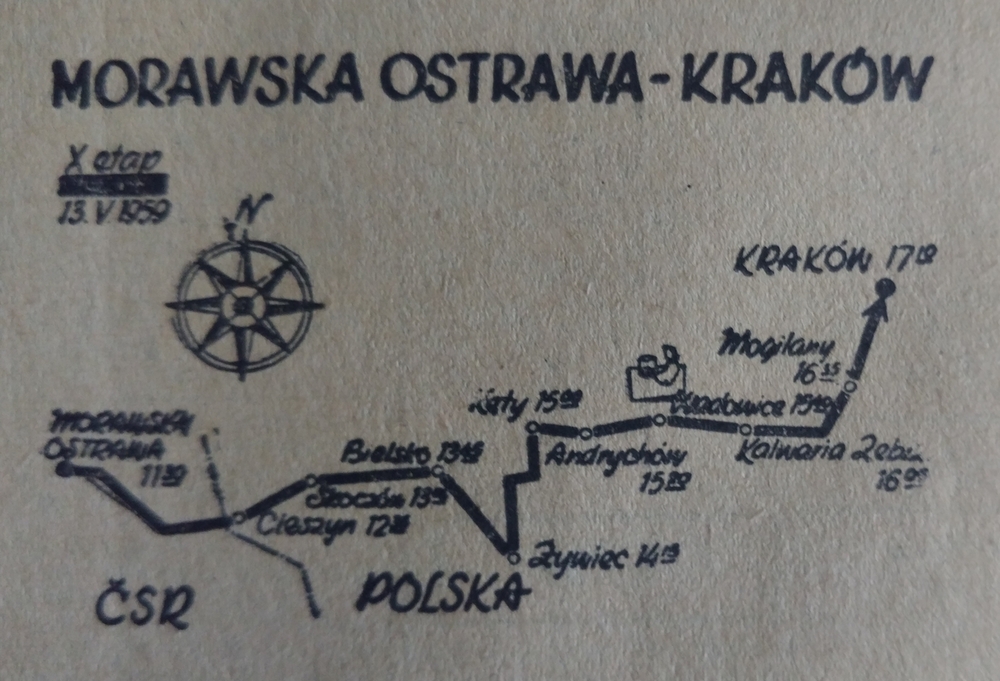 MORAWSKA OSTRAWA-KRAKÓW
X etap
13. V 1959
N
KRAKÓW 17
Mogilany
16
Kęty 15
Wadowice
Andrychów
15
Kalwaria Zebrz.
16
MORAWSKA
OSTRAWA
11
Bielsko 13
Skoczów 13
Cieszyn 12
Żywiec 14
ČSR
POLSKA